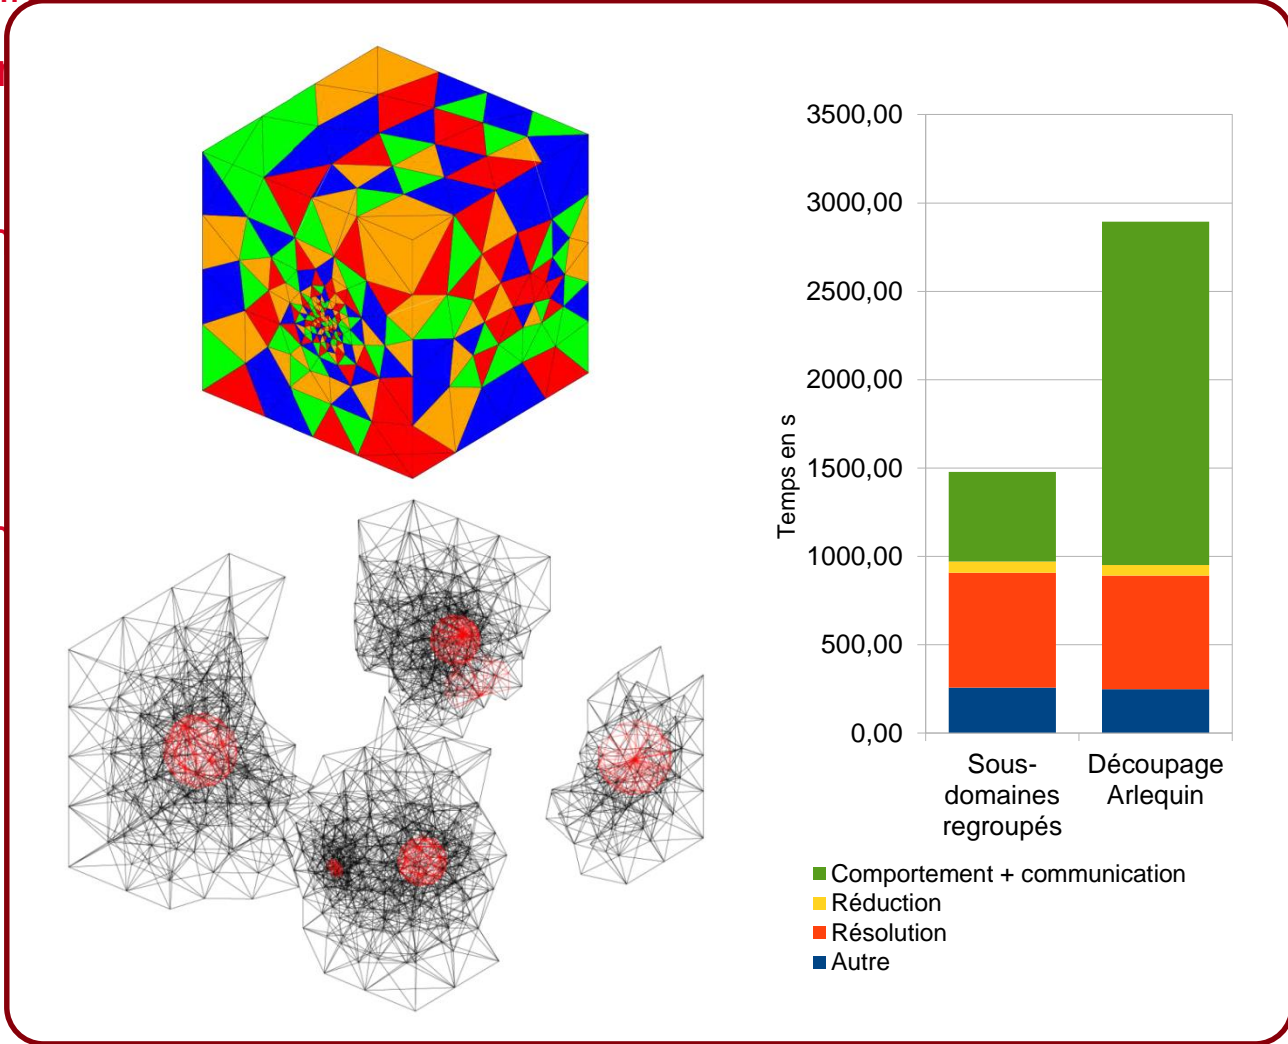 3500,00
3000,00
2500,00
2000,00
1500,00
1000,00
500,00
0,00
Temps en s
Sous-
domaines
regroupés
Découpage
Arlequin
Comportement + communication
Réduction
Résolution
Autre